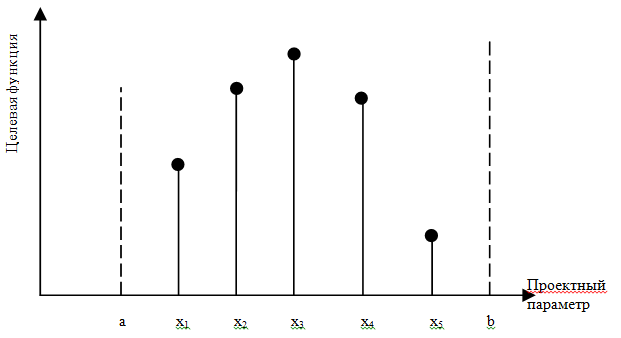 Целевая функция
Проектный
параметр
a x₁ x₂ x₃ x₄ x₅ b